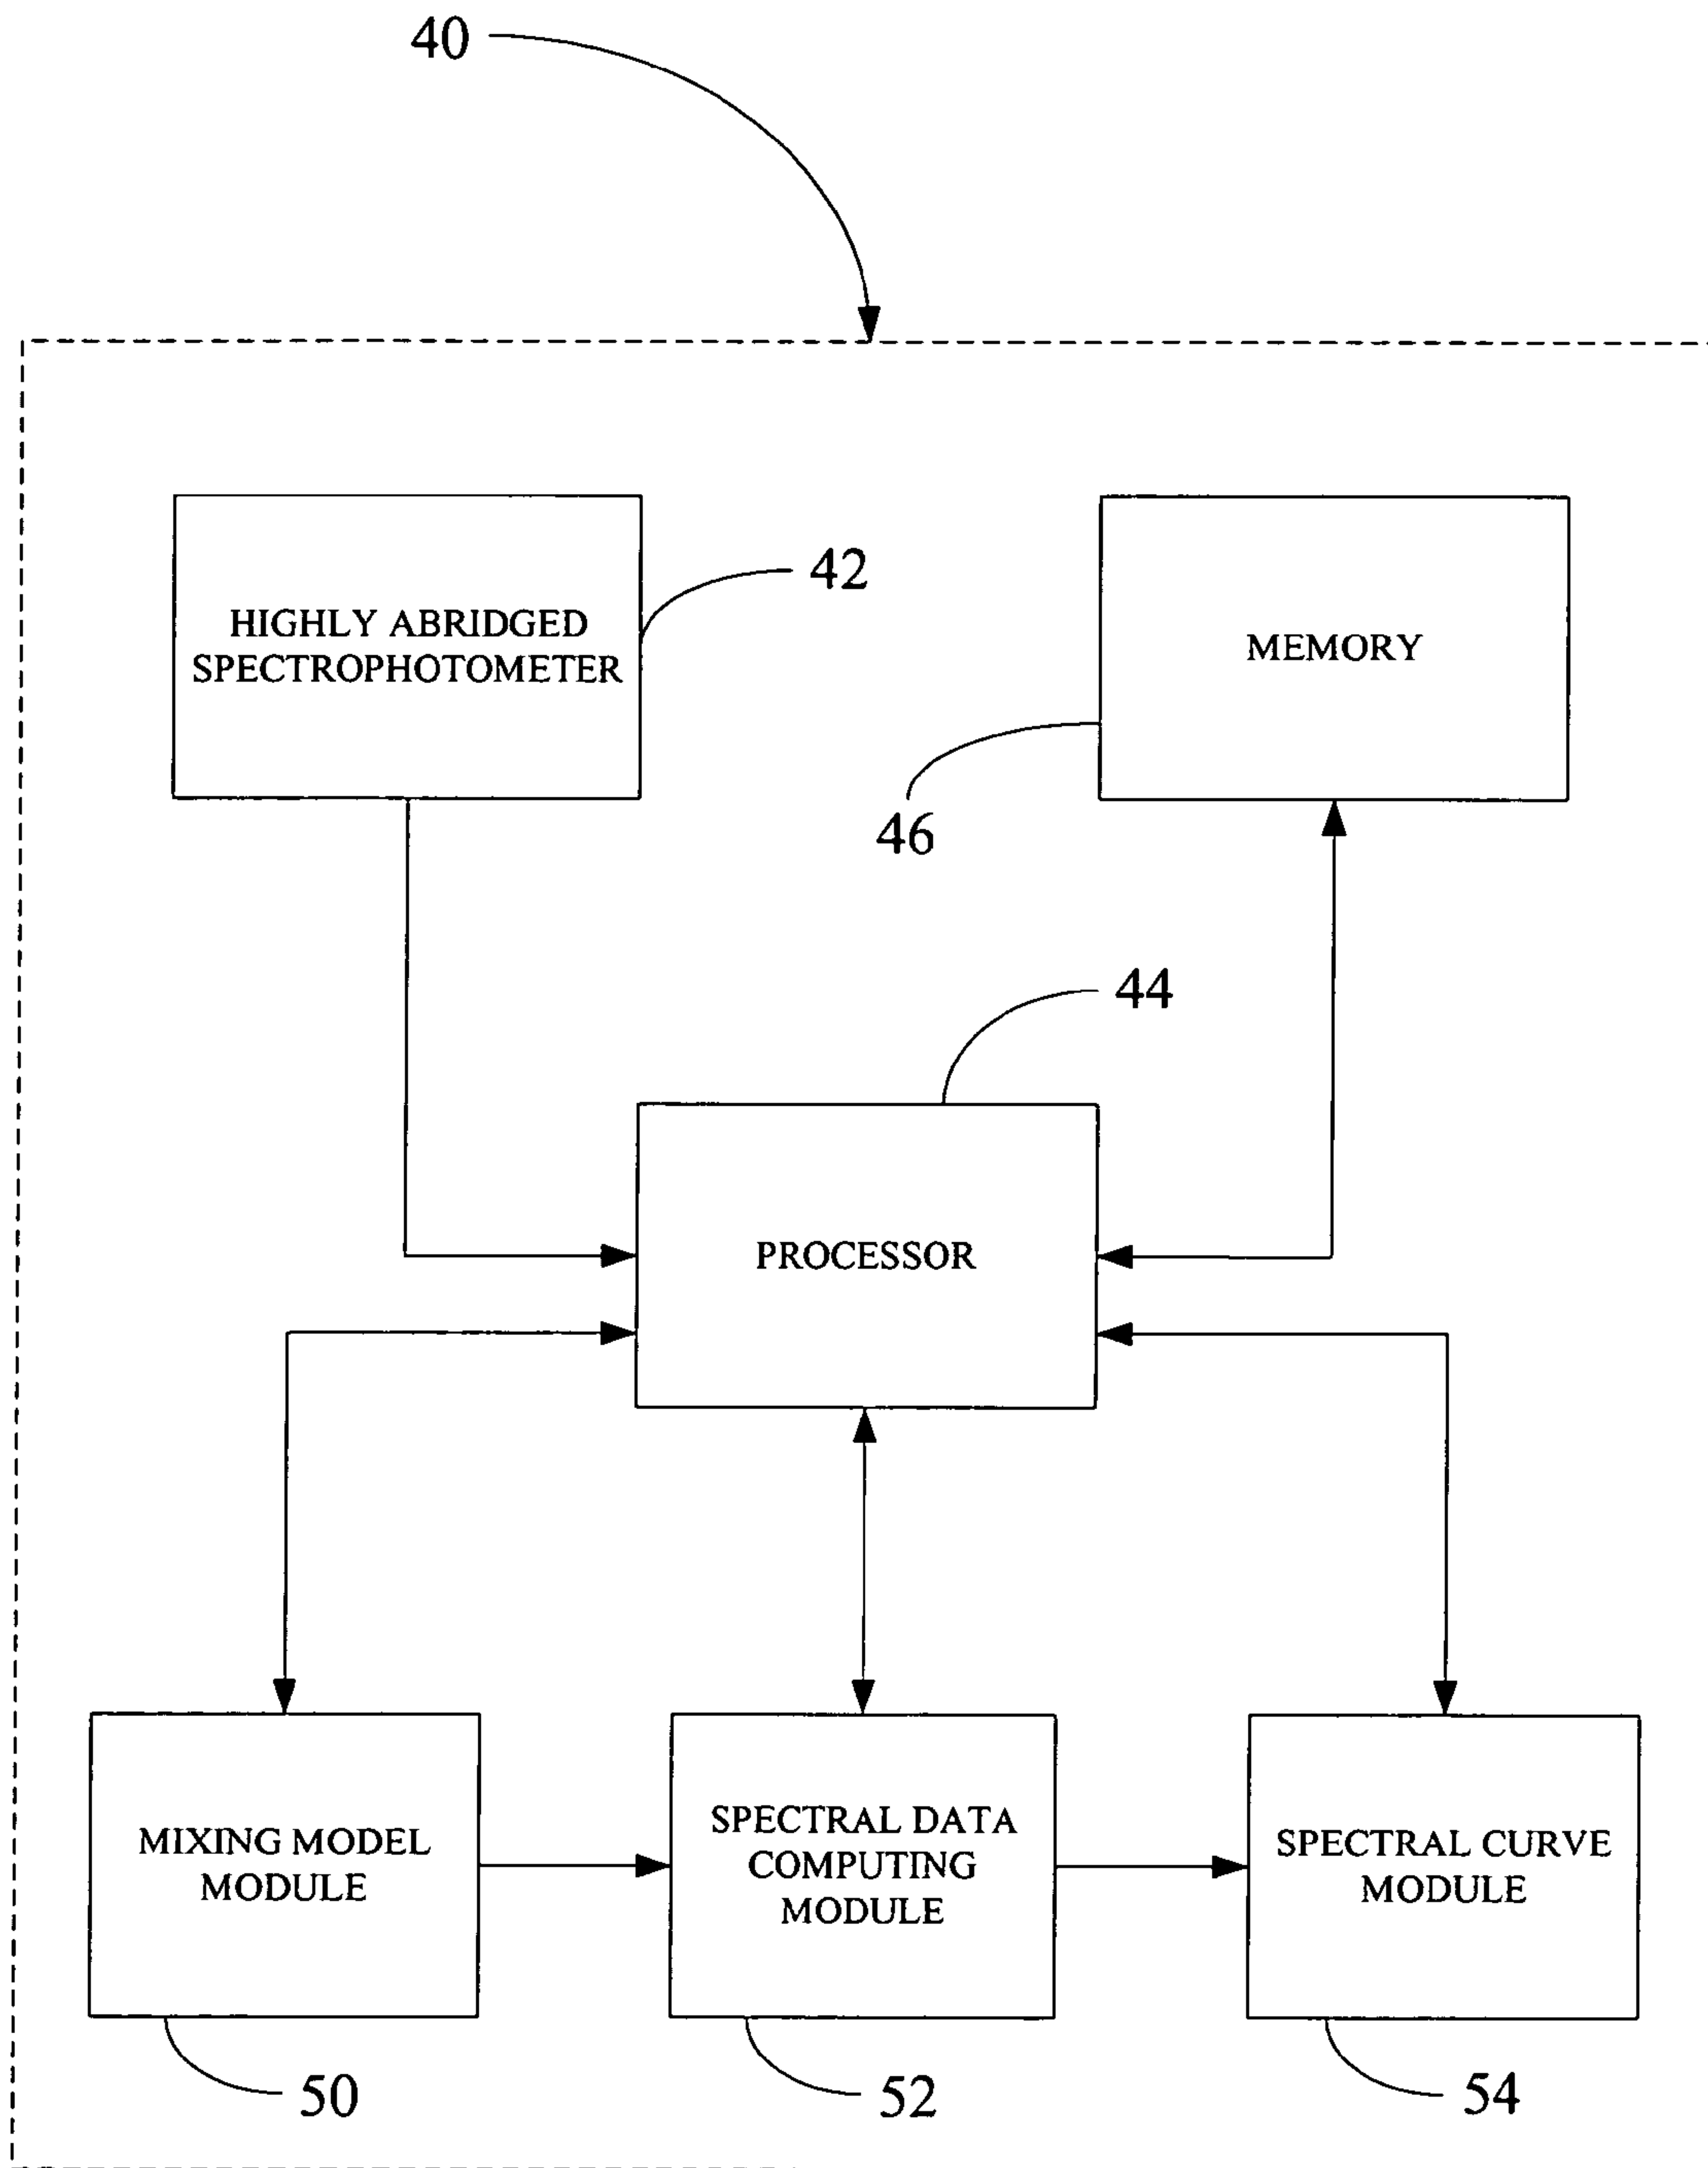 40
HIGHLY ABRIDGED
SPECTROPHOTOMETER
42
MEMORY
46
44
PROCESSOR
MIXING MODEL
MODULE
SPECTRAL DATA
COMPUTING
MODULE
SPECTRAL CURVE
MODULE
50
52
54